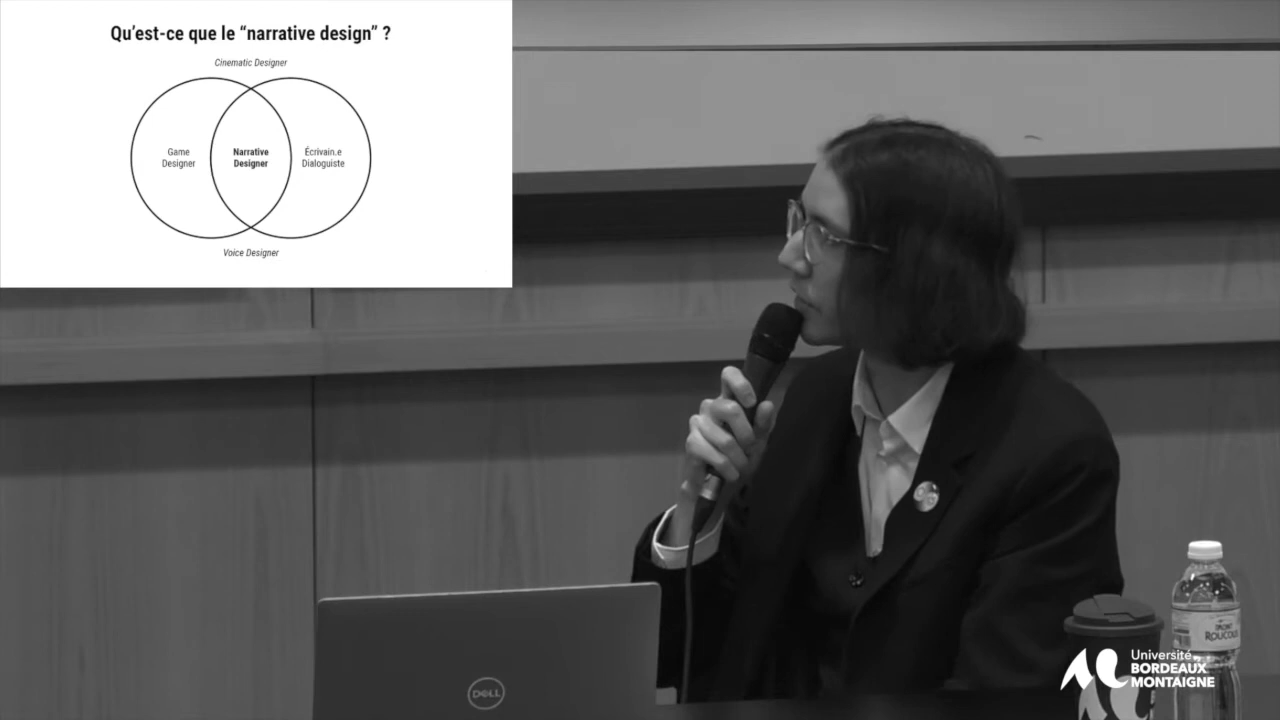 Qu’est-ce que le “narrative design” ?
Cinematic Designer
Game
Designer
Narrative
Designer
Écrivain.e
Dialoguiste
Voice Designer
DELL
ROUCOUS
Université
BORDEAUX
MONTAIGNE